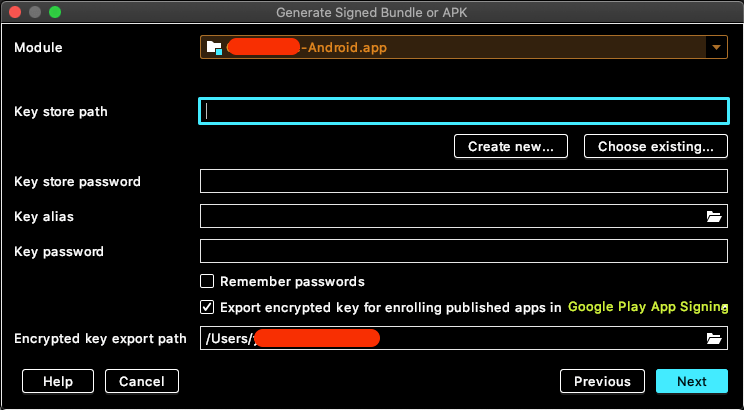 Generate Signed Bundle or APK
Module
-Android.app
Key store path
Create new... Choose existing...
Key store password
Key alias
Key password
Remember passwords
Export encrypted key for enrolling published apps in Google Play App Signing
Encrypted key export path /Users/
Help Cancel Previous Next